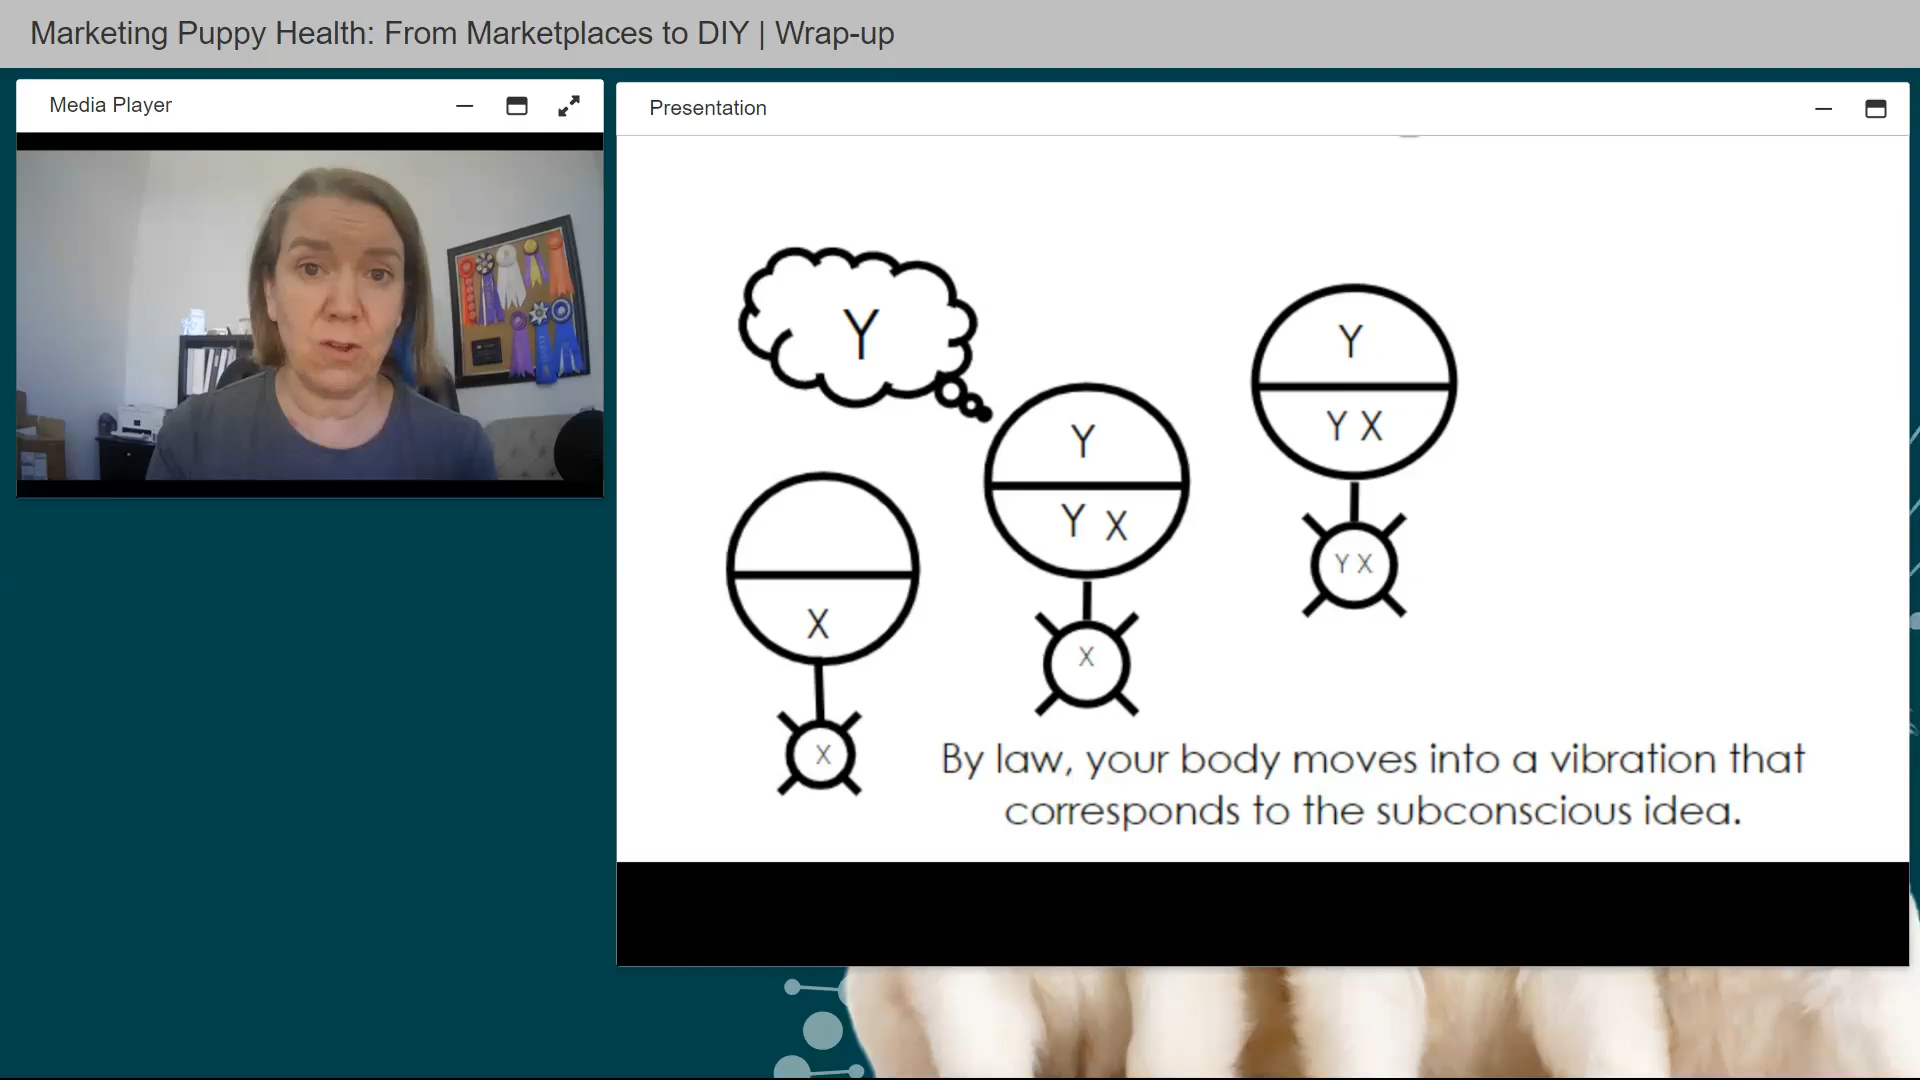 Marketing Puppy Health: From Marketplaces to DIY | Wrap-up
Media Player
Presentation
Y
Y
Y X
X
Y
Y X
Y X
X
X
By law, your body moves into a vibration that
corresponds to the subconscious idea.